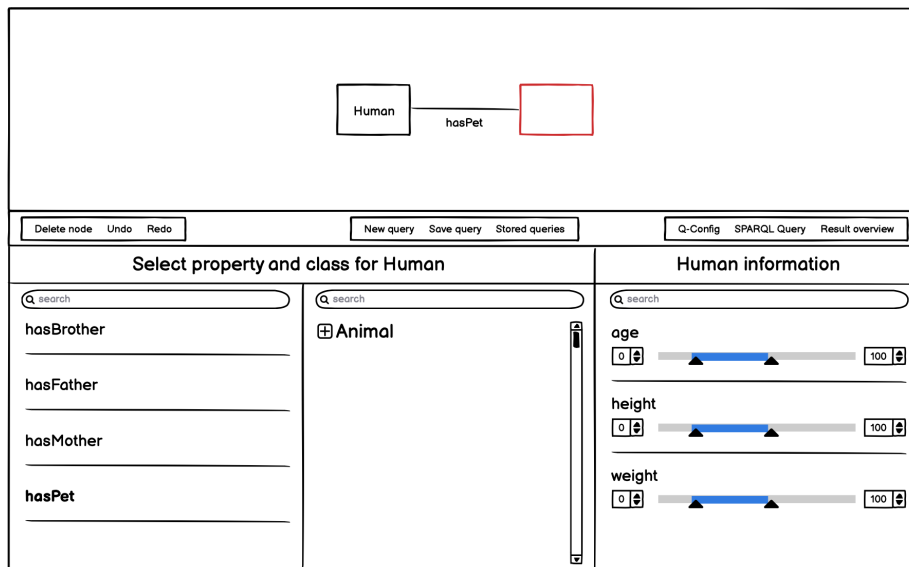 Human
hasPet
Delete node Undo Redo
New query Save query Stored queries
Q-Config SPARQL Query Result overview
Select property and class for Human
Human information
search
search
search
hasBrother
hasFather
hasMother
hasPet
Animal
age
0 100
height
0 100
weight
0 100